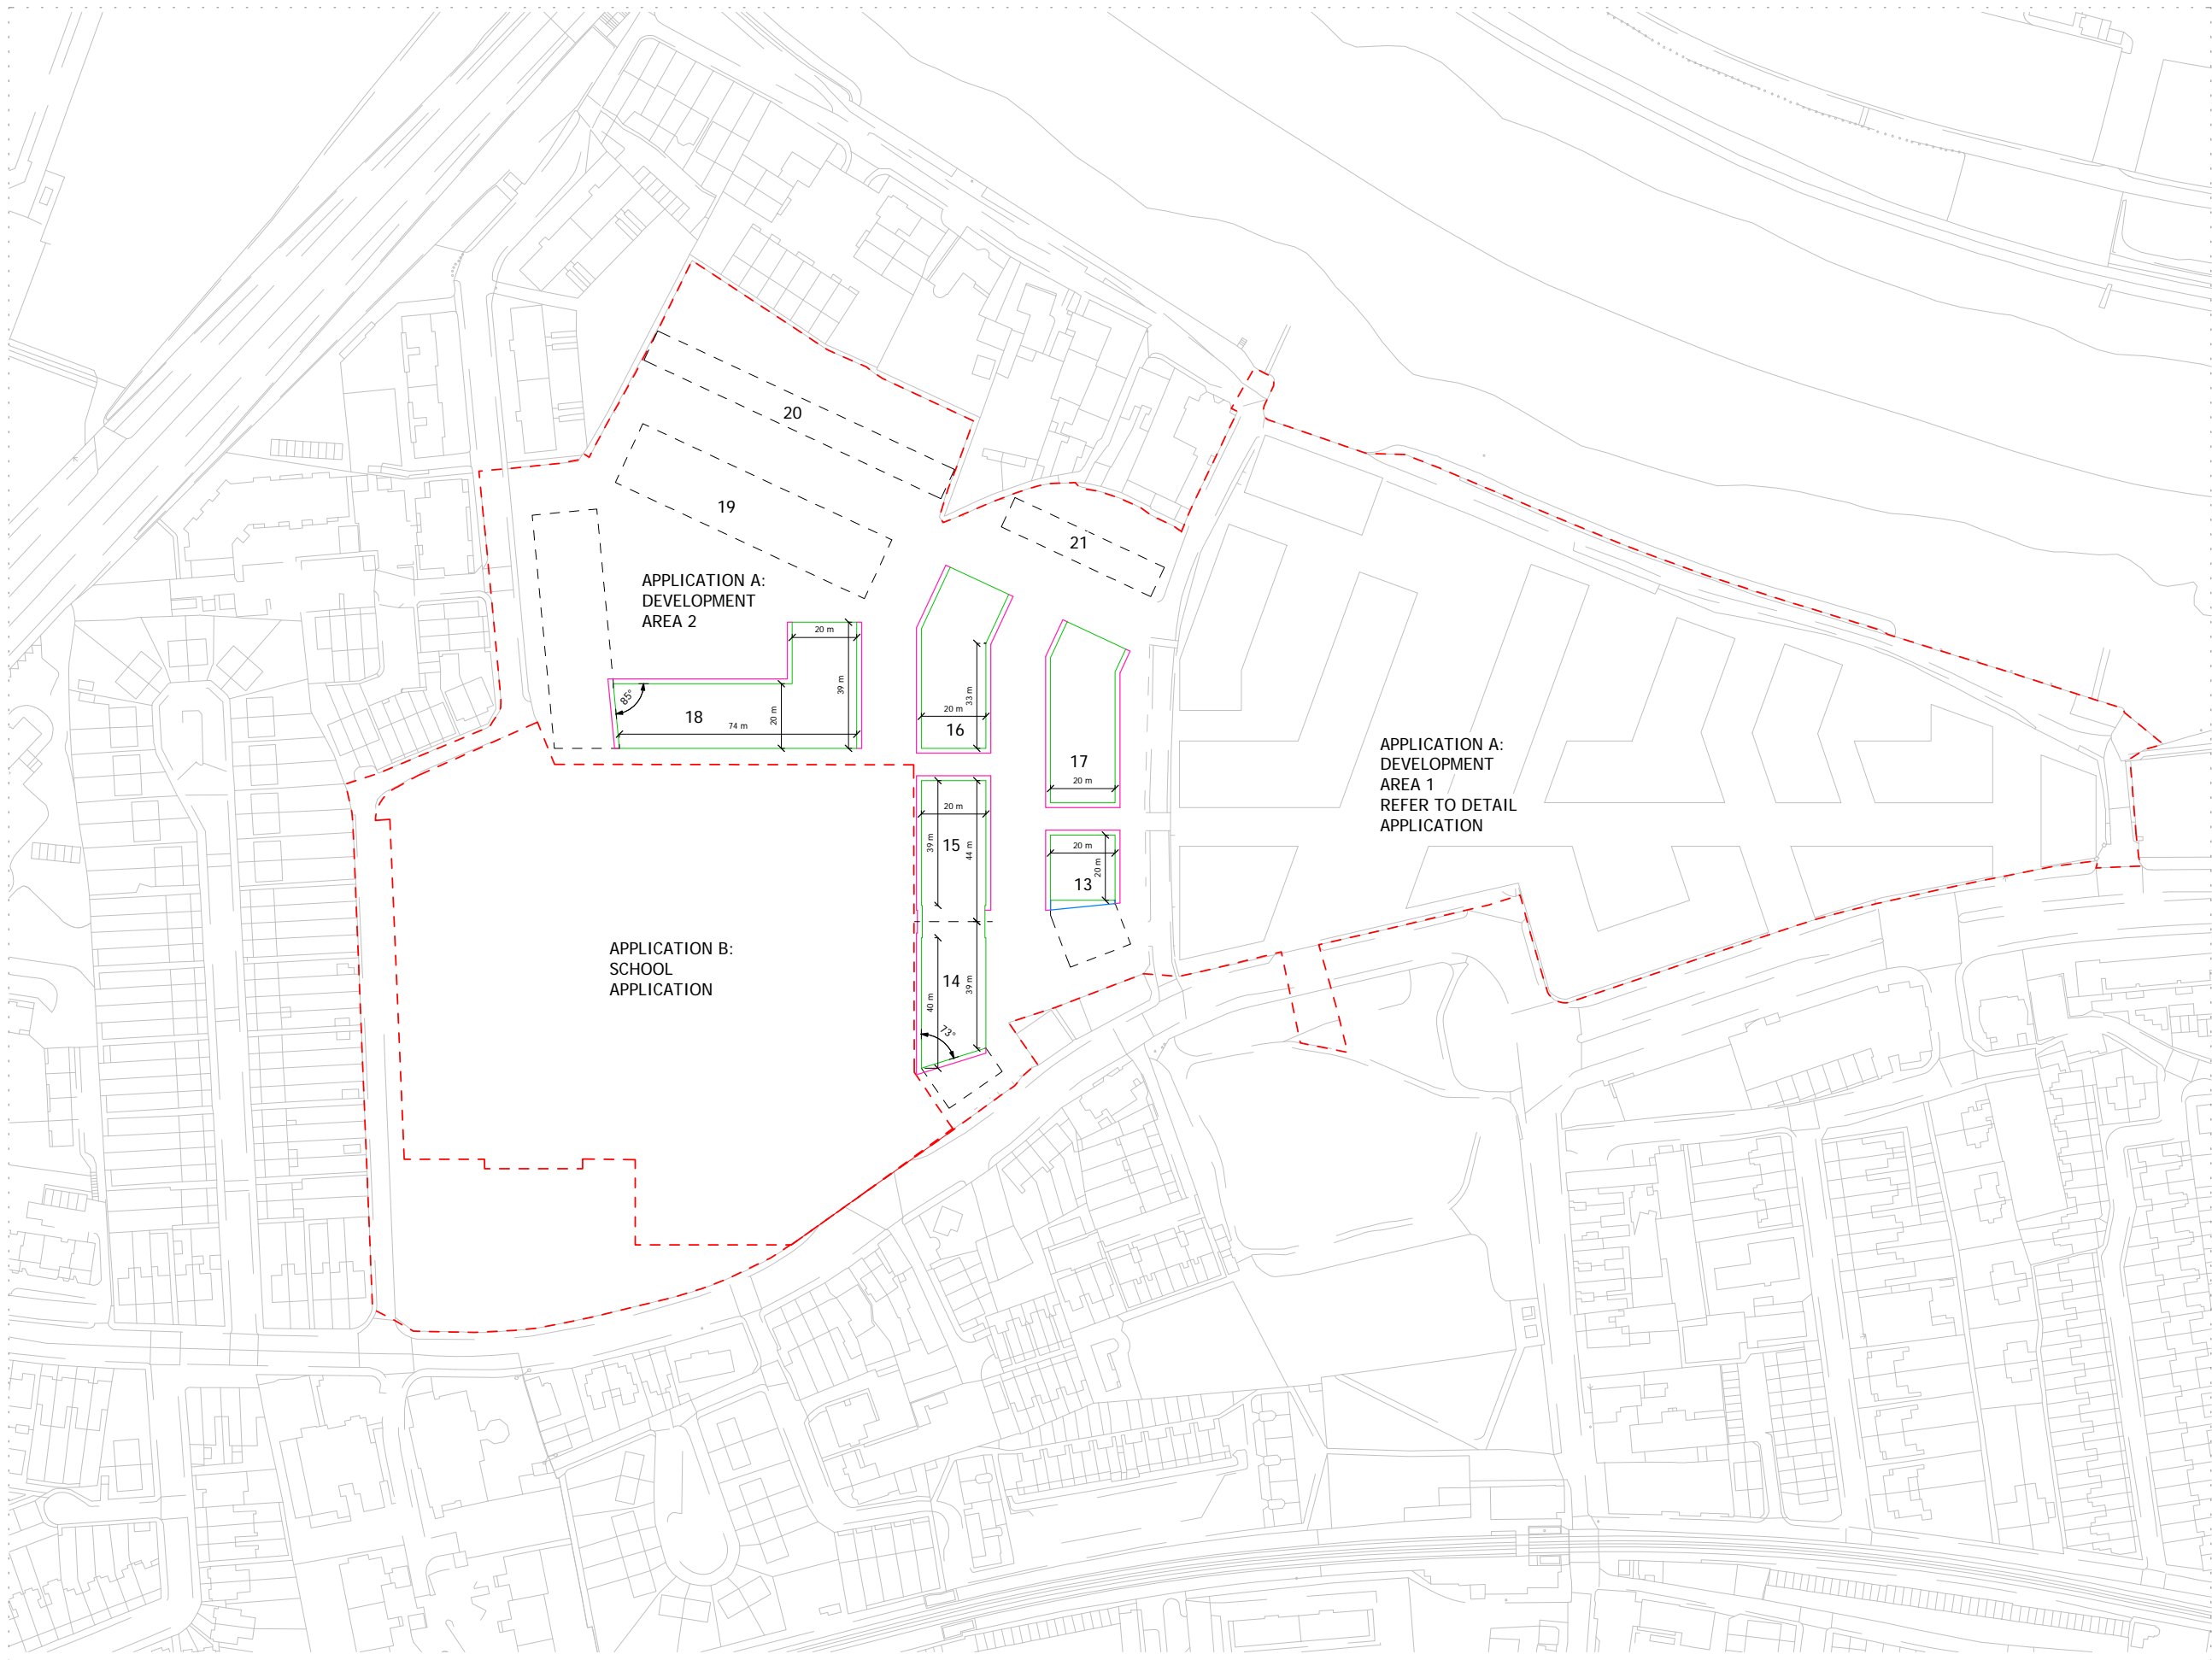 20
19
21
APPLICATION A:
DEVELOPMENT
AREA 2
20 m
39 m
85°
18
20 m
74 m
33 m
20 m
16
17
20 m
APPLICATION A:
DEVELOPMENT
AREA 1
REFER TO DETAIL
APPLICATION
20 m
39 m
15
44 m
20 m
20 m
13
APPLICATION B:
SCHOOL
APPLICATION
14
39 m
40 m
73°